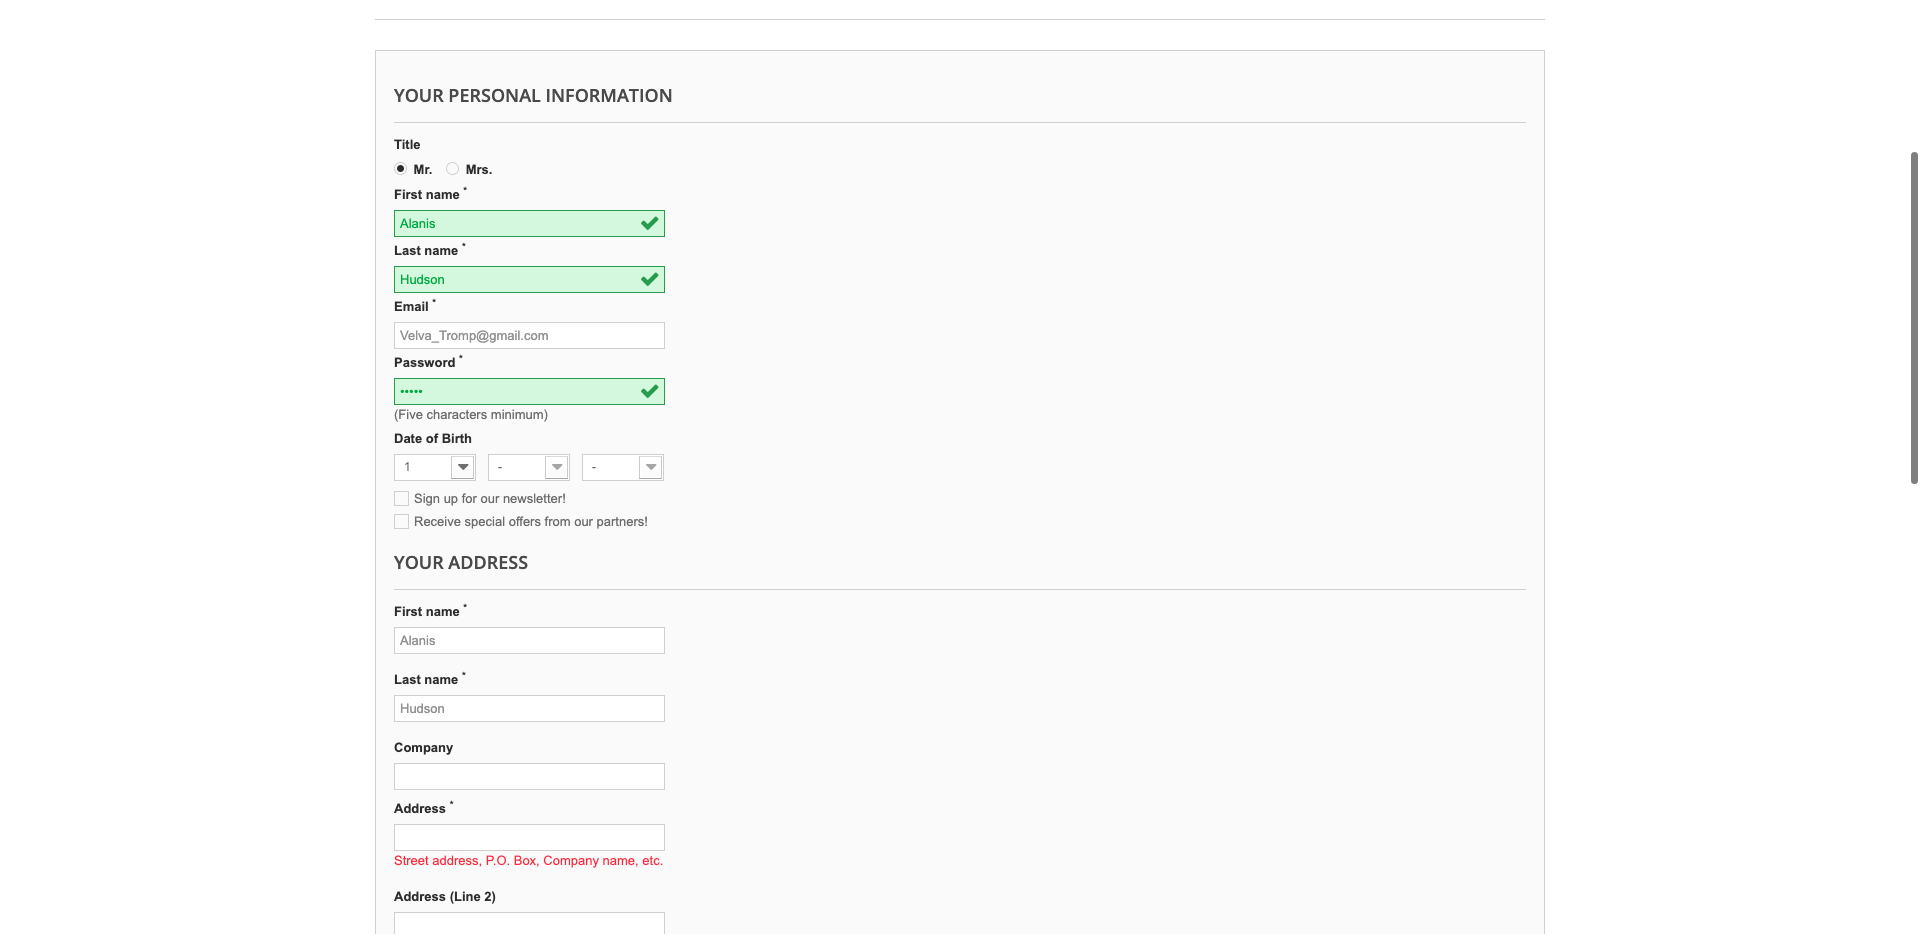 YOUR PERSONAL INFORMATION
Title
Mr. Mrs.
First name *
Alanis
Last name *
Hudson
Email *
Velva_Tromp@gmail.com
Password *
•••••
(Five characters minimum)
Date of Birth
1 - -
Sign up for our newsletter!
Receive special offers from our partners!
YOUR ADDRESS
First name *
Alanis
Last name *
Hudson
Company
Address *
Street address, P.O. Box, Company name, etc.
Address (Line 2)